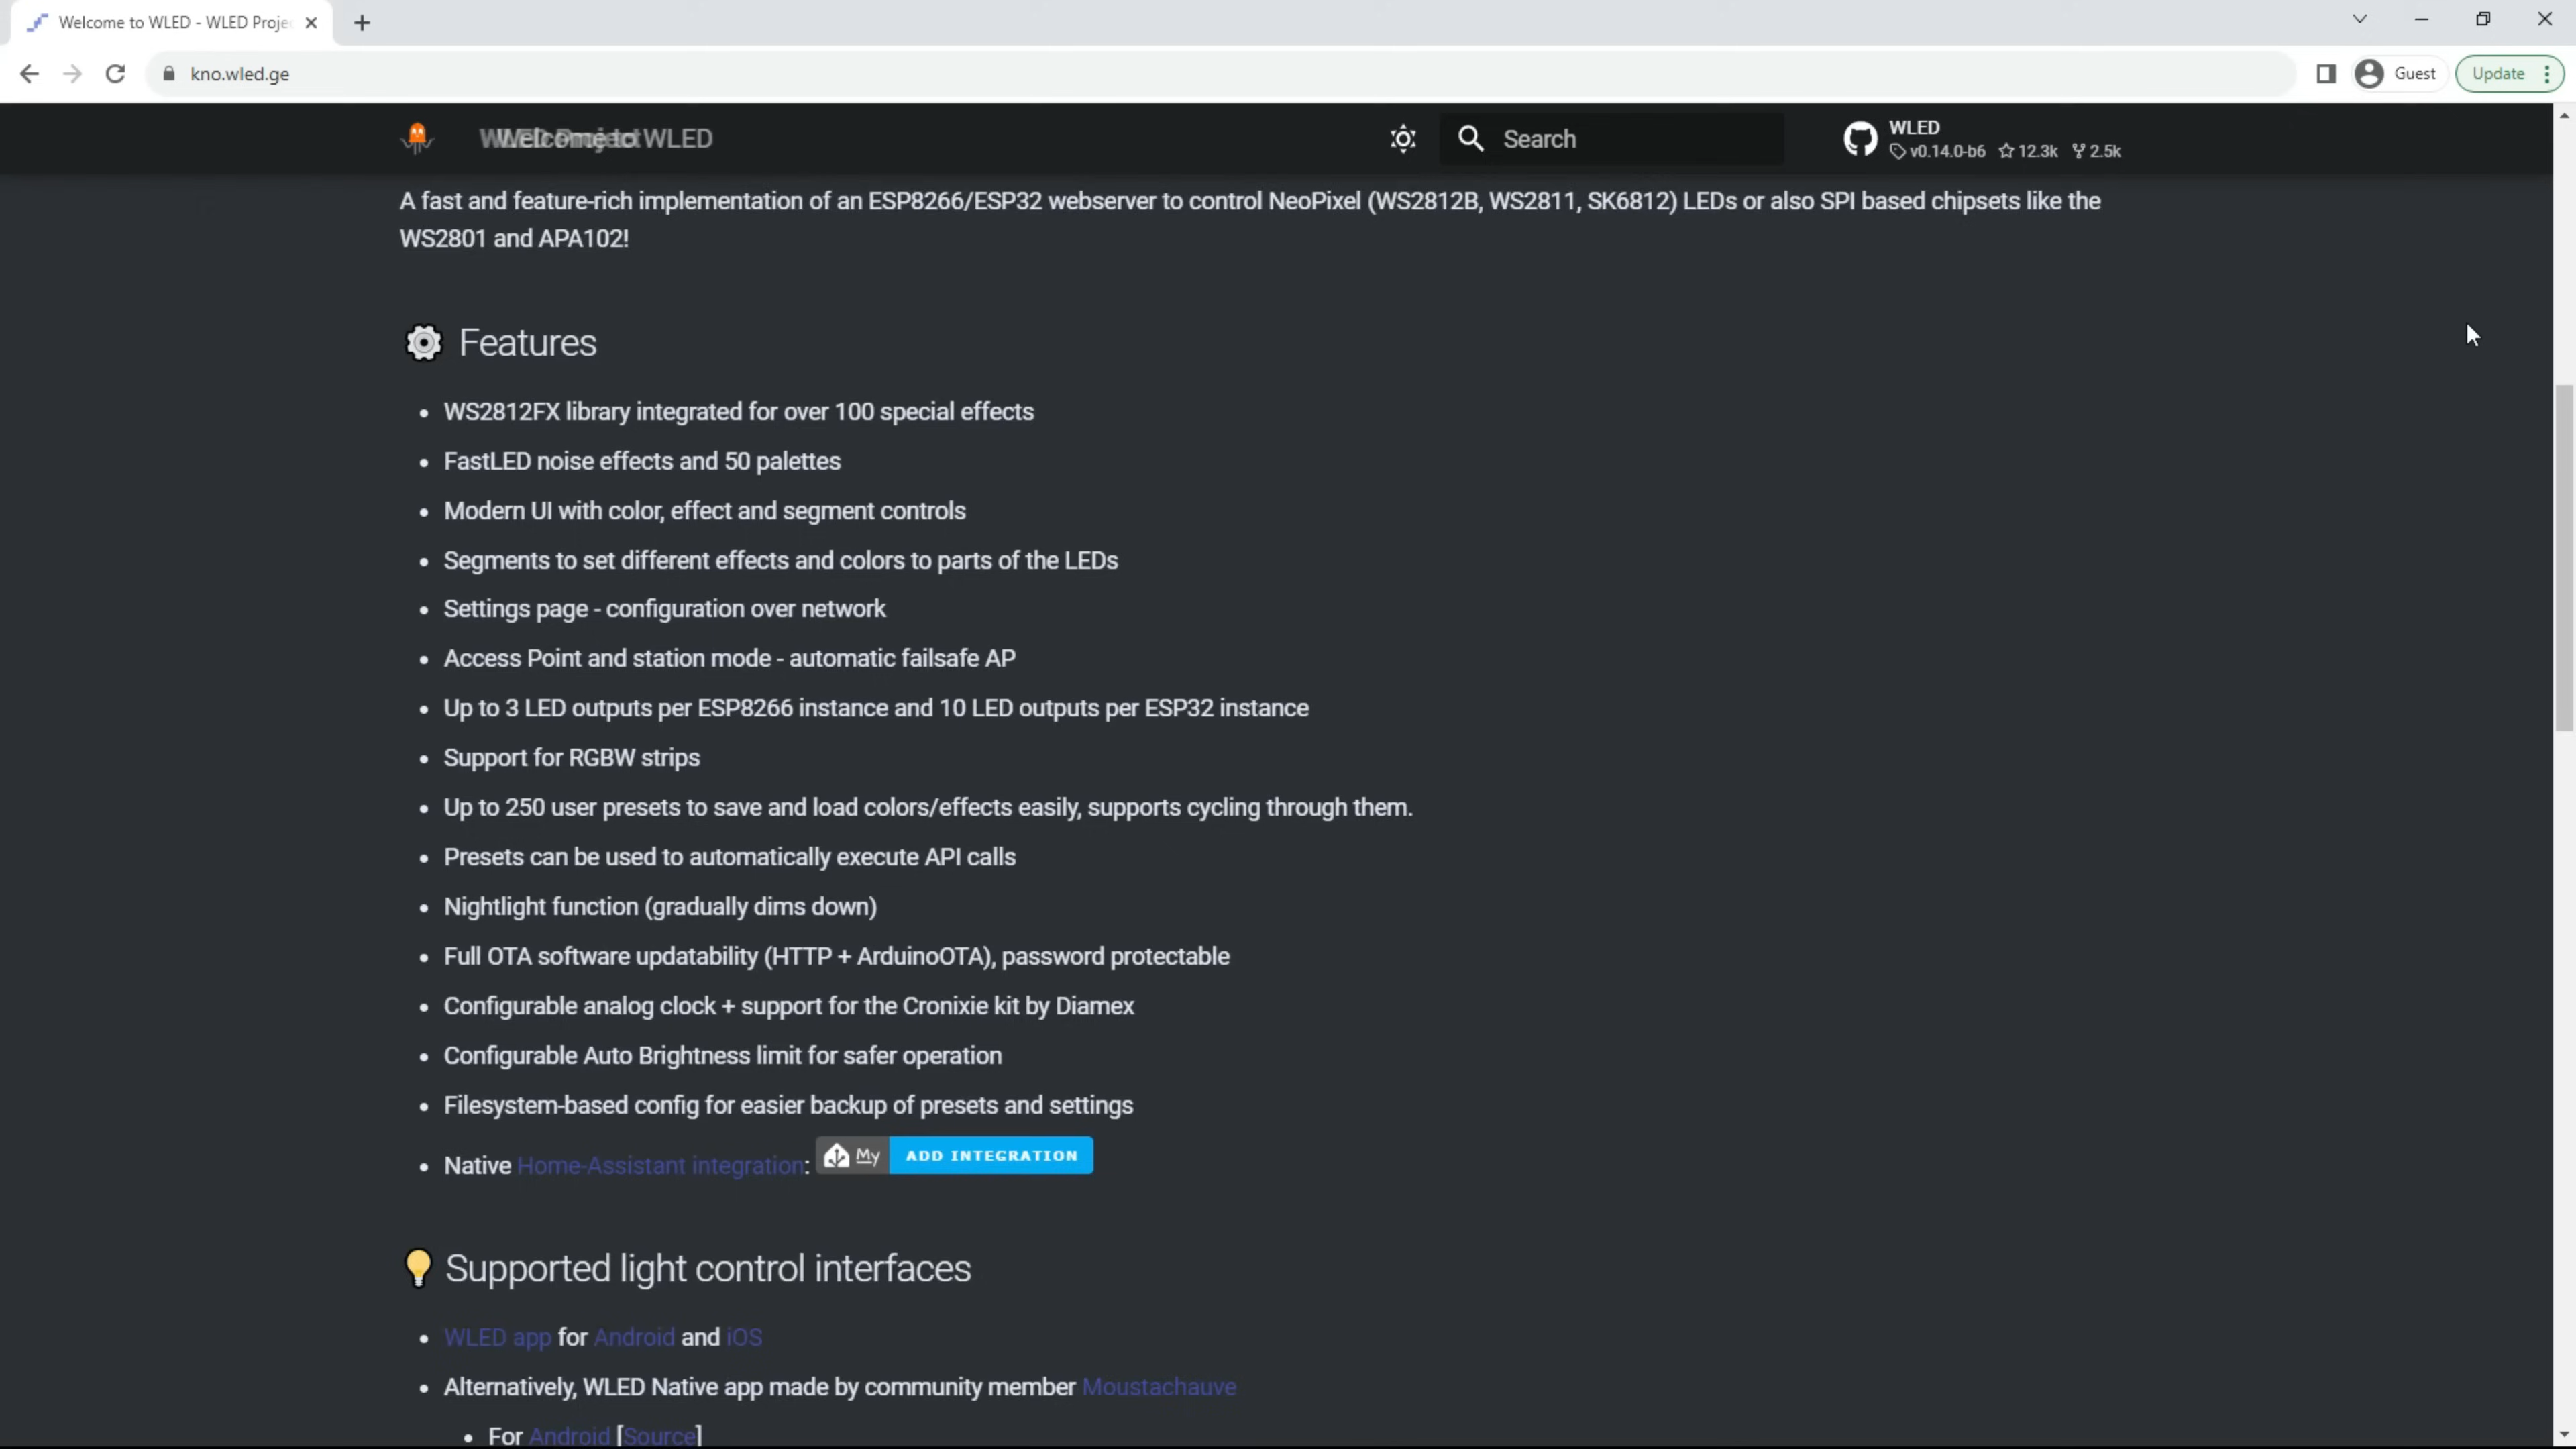 Welcome to WLED - WLED Proje
kno.wled.ge
Guest
Update
WLED Project
Welcome to WLED
Search
WLED
v0.14.0-b6 12.3k 2.5k
A fast and feature-rich implementation of an ESP8266/ESP32 webserver to control NeoPixel (WS2812B, WS2811, SK6812) LEDs or also SPI based chipsets like the
WS2801 and APA102!
Features
WS2812FX library integrated for over 100 special effects
FastLED noise effects and 50 palettes
Modern UI with color, effect and segment controls
Segments to set different effects and colors to parts of the LEDs
Settings page - configuration over network
Access Point and station mode - automatic failsafe AP
Up to 3 LED outputs per ESP8266 instance and 10 LED outputs per ESP32 instance
Support for RGBW strips
Up to 250 user presets to save and load colors/effects easily, supports cycling through them.
Presets can be used to automatically execute API calls
Nightlight function (gradually dims down)
Full OTA software updatability (HTTP + ArduinoOTA), password protectable
Configurable analog clock + support for the Cronixie kit by Diamex
Configurable Auto Brightness limit for safer operation
Filesystem-based config for easier backup of presets and settings
Native Home-Assistant integration: My ADD INTEGRATION
Supported light control interfaces
WLED app for Android and iOS
Alternatively, WLED Native app made by community member Moustachauve
For Android [Source]